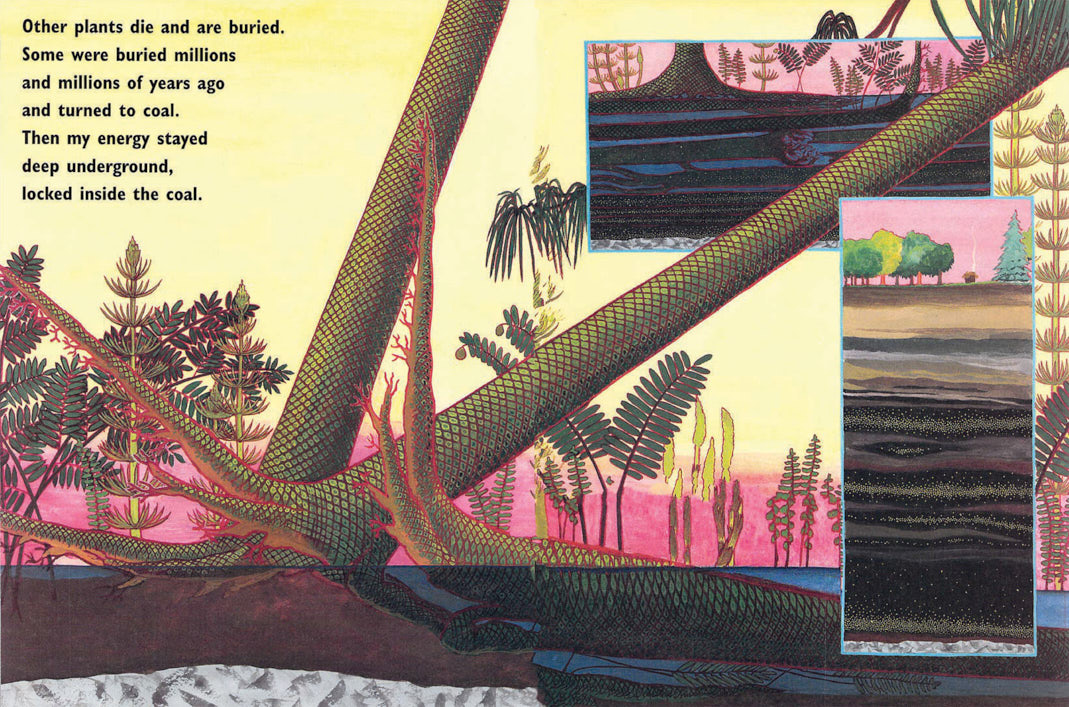 Other plants die and are buried.
Some were buried millions
and millions of years ago
and turned to coal.
Then my energy stayed
deep underground,
locked inside the coal.